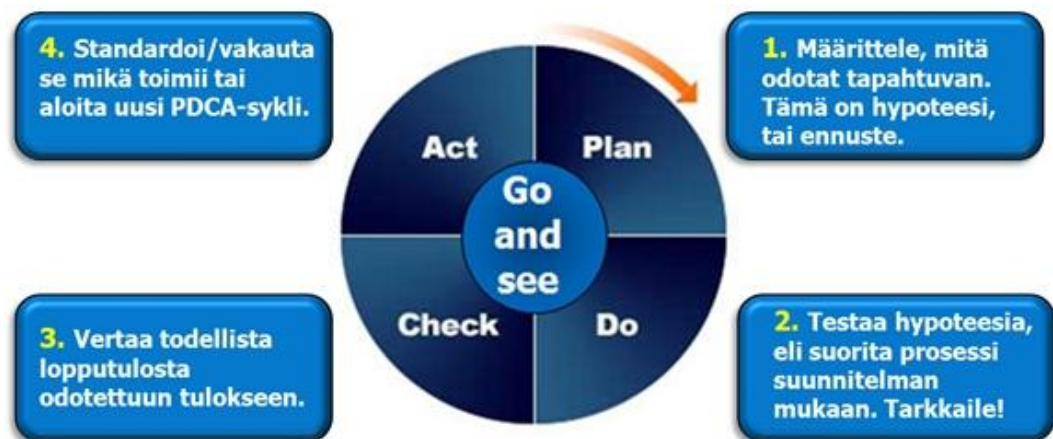 4. Standardoi/vakauta
se mikä toimii tai
aloita uusi PDCA-sykli.
1. Määrittele, mitä
odotat tapahtuvan.
Tämä on hypoteesi,
tai ennuste.
Act
Plan
Go
and
see
Check
Do
3. Vertaa todellista
lopputulosta
odotettuun tulokseen.
2. Testaa hypoteesia,
eli suorita prosessi
suunnitelman
mukaan. Tarkkaile!